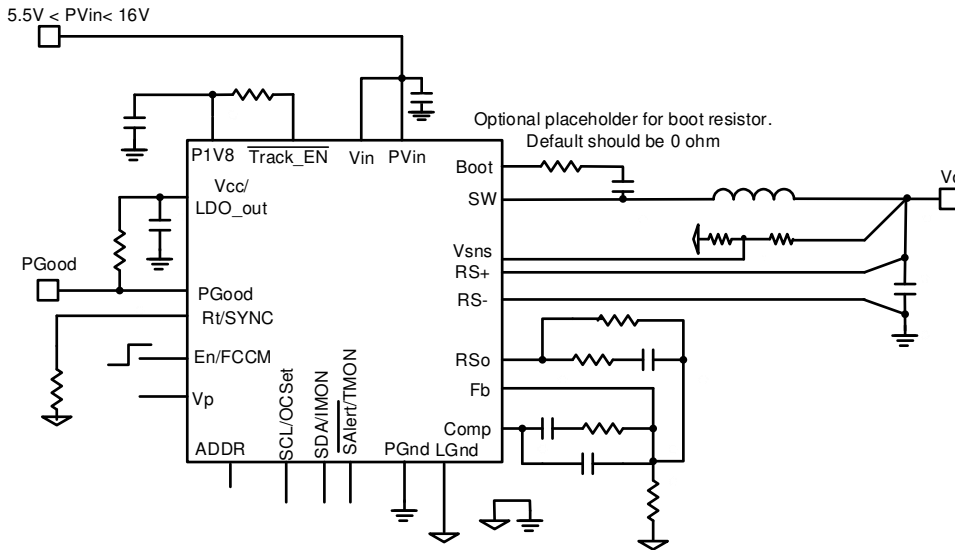 5.5V < PVin< 16V
Optional placeholder for boot resistor.
Default should be 0 ohm
P1V8
Track_EN
Vin
PVin
Boot
Vcc/
LDO_out
SW
Vo
Vsns
PGood
RS+
PGood
RS-
Rt/SYNC
En/FCCM
RSo
Vp
Fb
Comp
ADDR
SCL/OCSet
SDA/IMON
SAlert/TMON
PGnd
LGnd